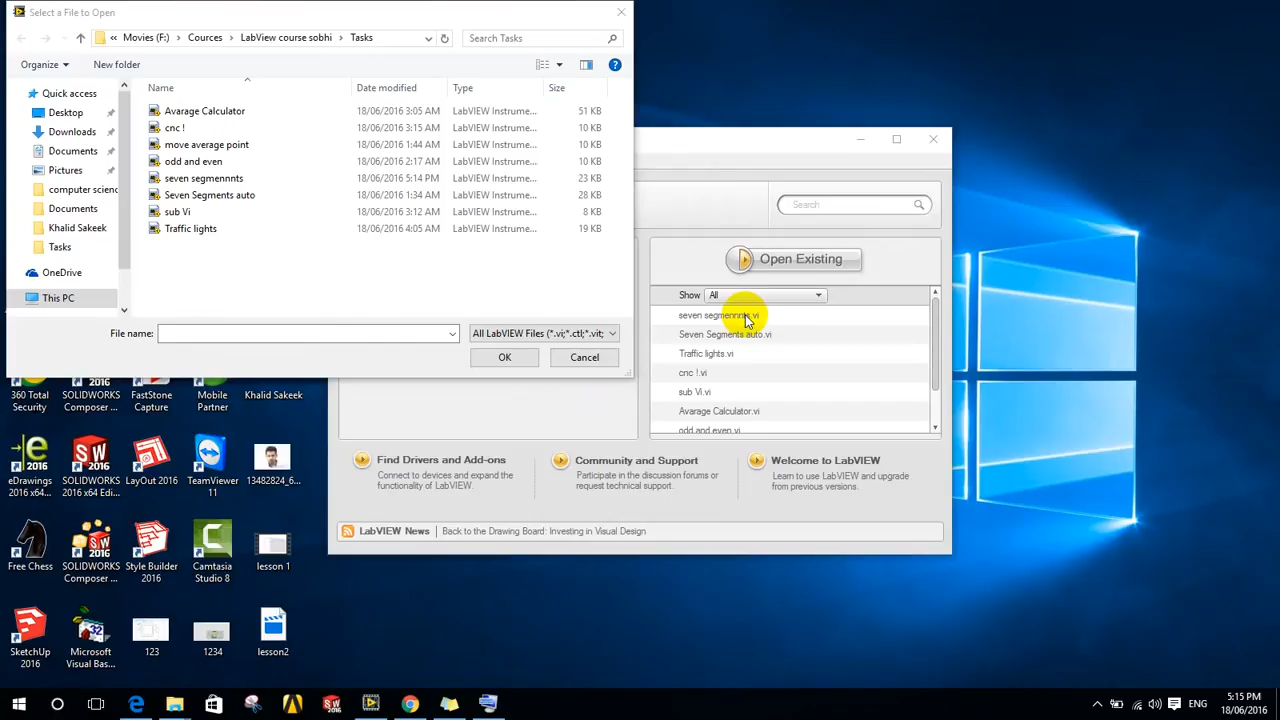 Select a File to Open
« Movies (F:) Cources LabView course sobhi Tasks
Search Tasks
Organize New folder
Name Date modified Type Size
Quick access
Desktop
Downloads
Documents
Pictures
computer scienc
Documents
Khalid Sakeek
Tasks
OneDrive
This PC
Avarage Calculator 18/06/2016 3:05 AM LabVIEW Instrume... 51 KB
cnc ! 18/06/2016 3:15 AM LabVIEW Instrume... 10 KB
move average point 18/06/2016 1:44 AM LabVIEW Instrume... 10 KB
odd and even 18/06/2016 2:17 AM LabVIEW Instrume... 10 KB
seven segmennnts 18/06/2016 5:14 PM LabVIEW Instrume... 23 KB
Seven Segments auto 18/06/2016 1:34 AM LabVIEW Instrume... 28 KB
sub Vi 18/06/2016 3:12 AM LabVIEW Instrume... 8 KB
Traffic lights 18/06/2016 4:05 AM LabVIEW Instrume... 19 KB
File name: All LabVIEW Files (*.vi;*.ctl;*.vit;
OK Cancel
Search
Open Existing
Show All
seven segmennnts.vi
Seven Segments auto.vi
Traffic lights.vi
cnc !.vi
sub Vi.vi
Avarage Calculator.vi
odd and even.vi
Find Drivers and Add-ons
Connect to devices and expand the
functionality of LabVIEW.
Community and Support
Participate in the discussion forums or
request technical support.
Welcome to LabVIEW
Learn to use LabVIEW and upgrade
from previous versions.
LabVIEW News Back to the Drawing Board: Investing in Visual Design
360 Total
Security
SOLIDWORKS
Composer ...
FastStone
Capture
Mobile
Partner
Khalid Sakeek
eDrawings
2016 x64...
SOLIDWORKS
2016 x64 Edi...
LayOut 2016
TeamViewer
11
13482824_6...
Free Chess
SOLIDWORKS
Composer ...
Style Builder
2016
Camtasia
Studio 8
lesson 1
SketchUp
2016
Microsoft
Visual Bas...
123
1234
lesson2
ENG
5:15 PM
18/06/2016